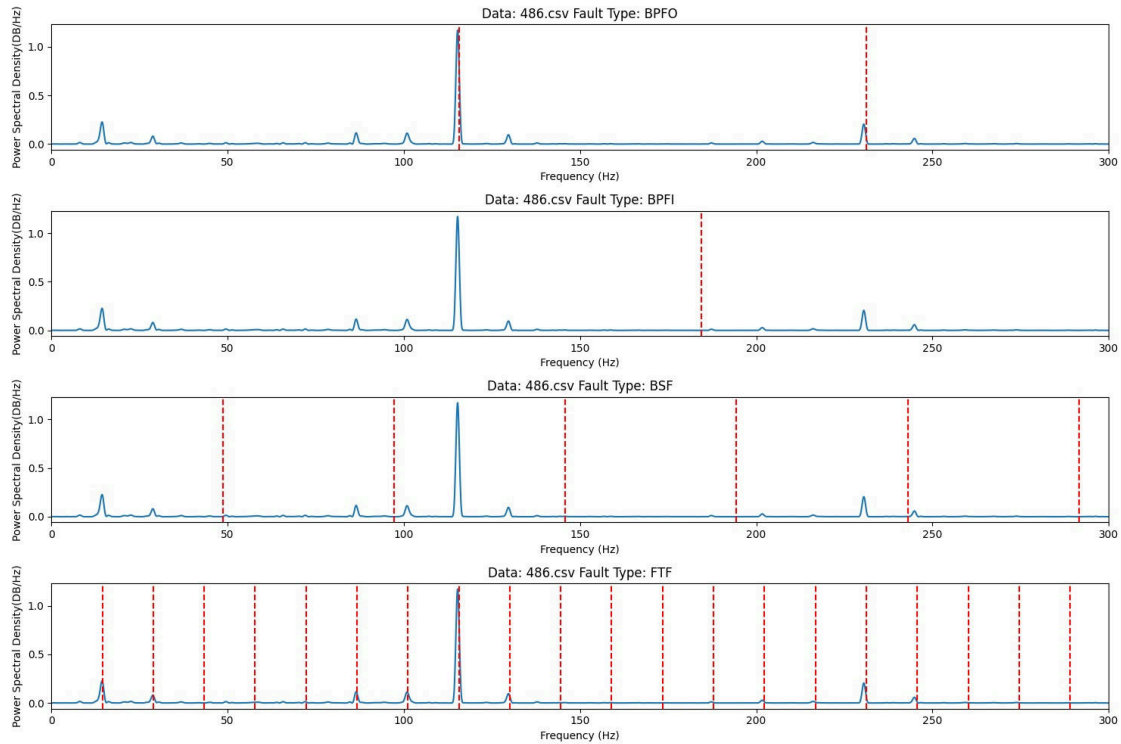 Data: 486.csv Fault Type: BPFO
Power Spectral Density(DB/Hz)
1.0
0.5
0.0
0 50 100 150 200 250 300
Frequency (Hz)
Data: 486.csv Fault Type: BPFI
Power Spectral Density(DB/Hz)
1.0
0.5
0.0
0 50 100 150 200 250 300
Frequency (Hz)
Data: 486.csv Fault Type: BSF
Power Spectral Density(DB/Hz)
1.0
0.5
0.0
0 50 100 150 200 250 300
Frequency (Hz)
Data: 486.csv Fault Type: FTF
Power Spectral Density(DB/Hz)
1.0
0.5
0.0
0 50 100 150 200 250 300
Frequency (Hz)